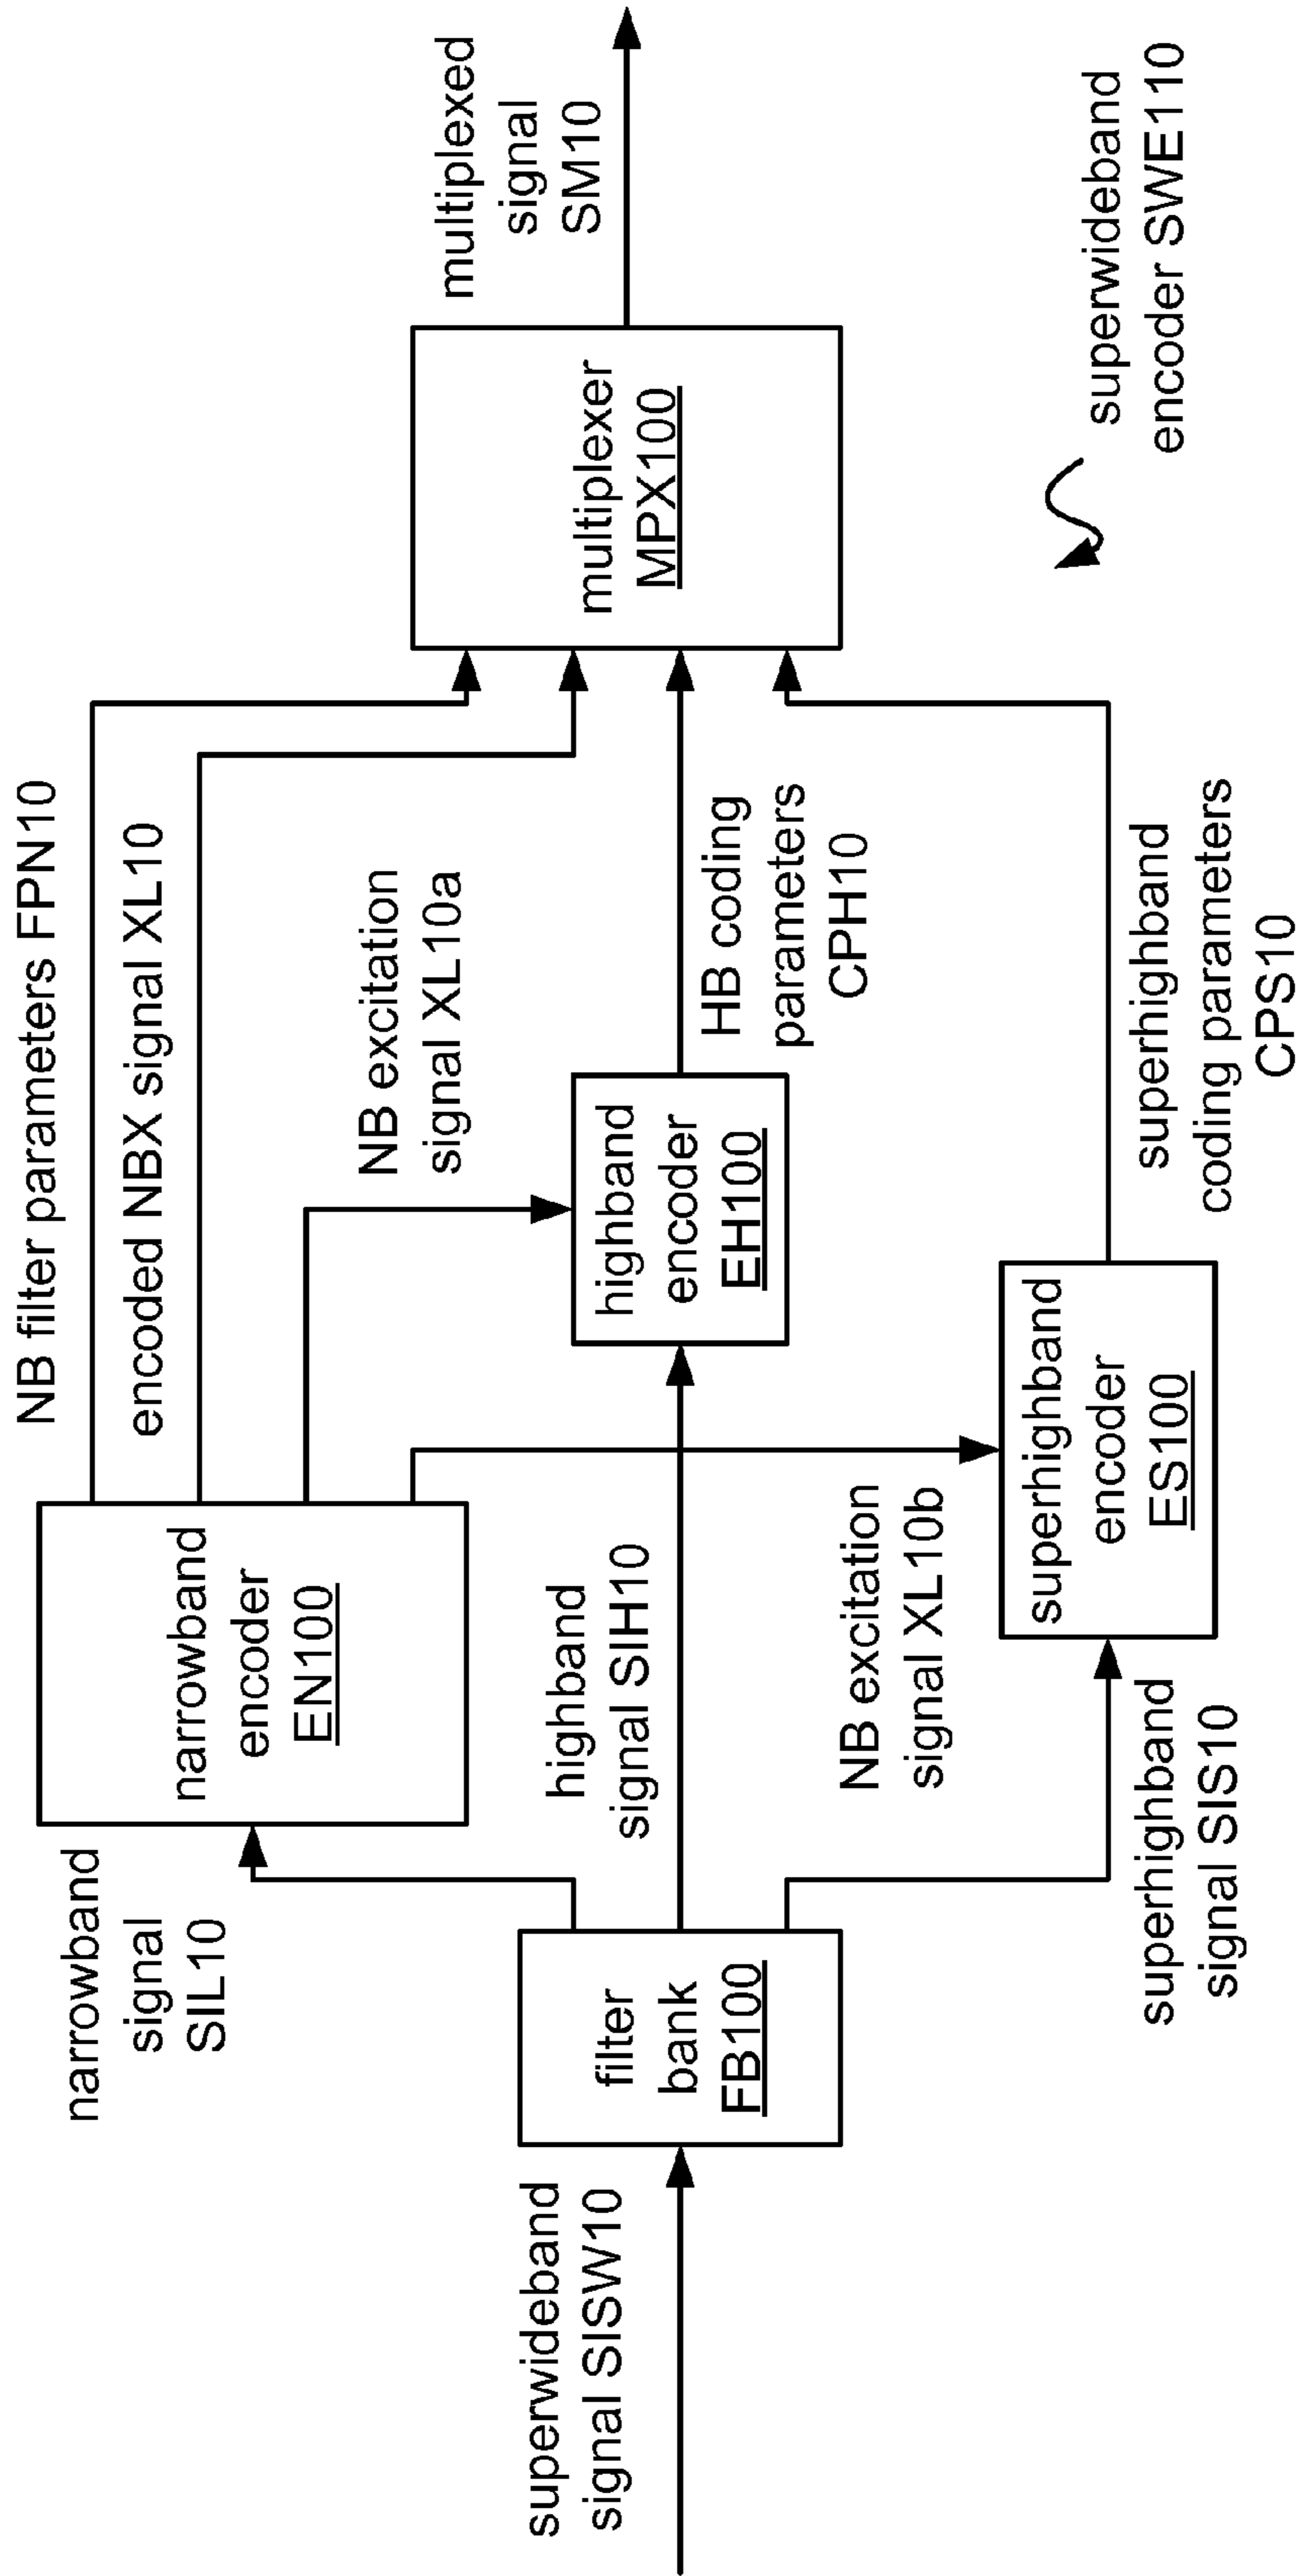 superwideband
signal SISW10
filter
bank
FB100
narrowband
signal
SIL10
narrowband
encoder
EN100
highband
signal SIH10
superhighband
signal SIS10
NB filter parameters FPN10
encoded NBX signal XL10
NB excitation
signal XL10a
NB excitation
signal XL10b
highband
encoder
EH100
superhighband
encoder
ES100
HB coding
parameters
CPH10
superhighband
coding parameters
CPS10
multiplexer
MPX100
multiplexed
signal
SM10
superwideband
encoder SWE110